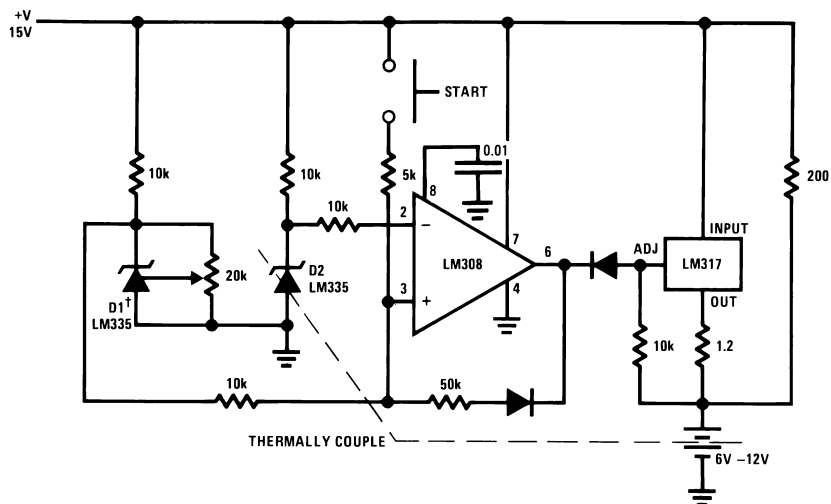 +V
15V
START
10k
10k
5k
0.01
8
200
10k
2
−
7
6
ADJ
INPUT
LM317
LM308
20k
D2
LM335
D1†
LM335
3
+
4
OUT
10k
1.2
10k
50k
THERMALLY COUPLE
6V −12V